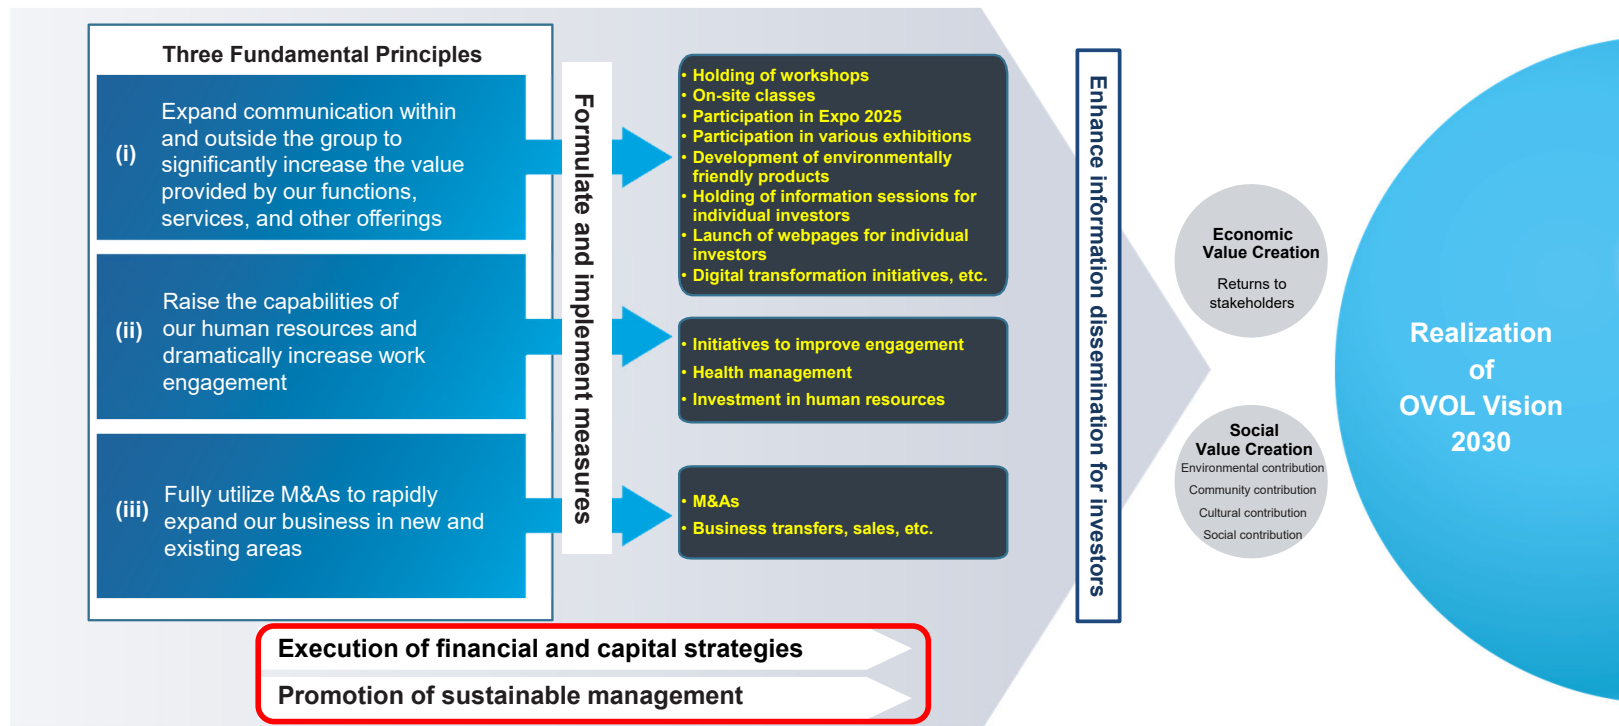 Three Fundamental Principles
(i)
Expand communication within
and outside the group to
significantly increase the value
provided by our functions,
services, and other offerings
(ii)
Raise the capabilities of
our human resources and
dramatically increase work
engagement
(iii)
Fully utilize M&As to rapidly
expand our business in new and
existing areas
Formulate and implement measures
• Holding of workshops
• On-site classes
• Participation in Expo 2025
• Participation in various exhibitions
• Development of environmentally
friendly products
• Holding of information sessions for
individual investors
• Launch of webpages for individual
investors
• Digital transformation initiatives, etc.
• Initiatives to improve engagement
• Health management
• Investment in human resources
• M&As
• Business transfers, sales, etc.
Execution of financial and capital strategies
Promotion of sustainable management
Enhance information dissemination for investors
Economic
Value Creation
Returns to
stakeholders
Social
Value Creation
Environmental contribution
Community contribution
Cultural contribution
Social contribution
Realization
of
OVOL Vision
2030